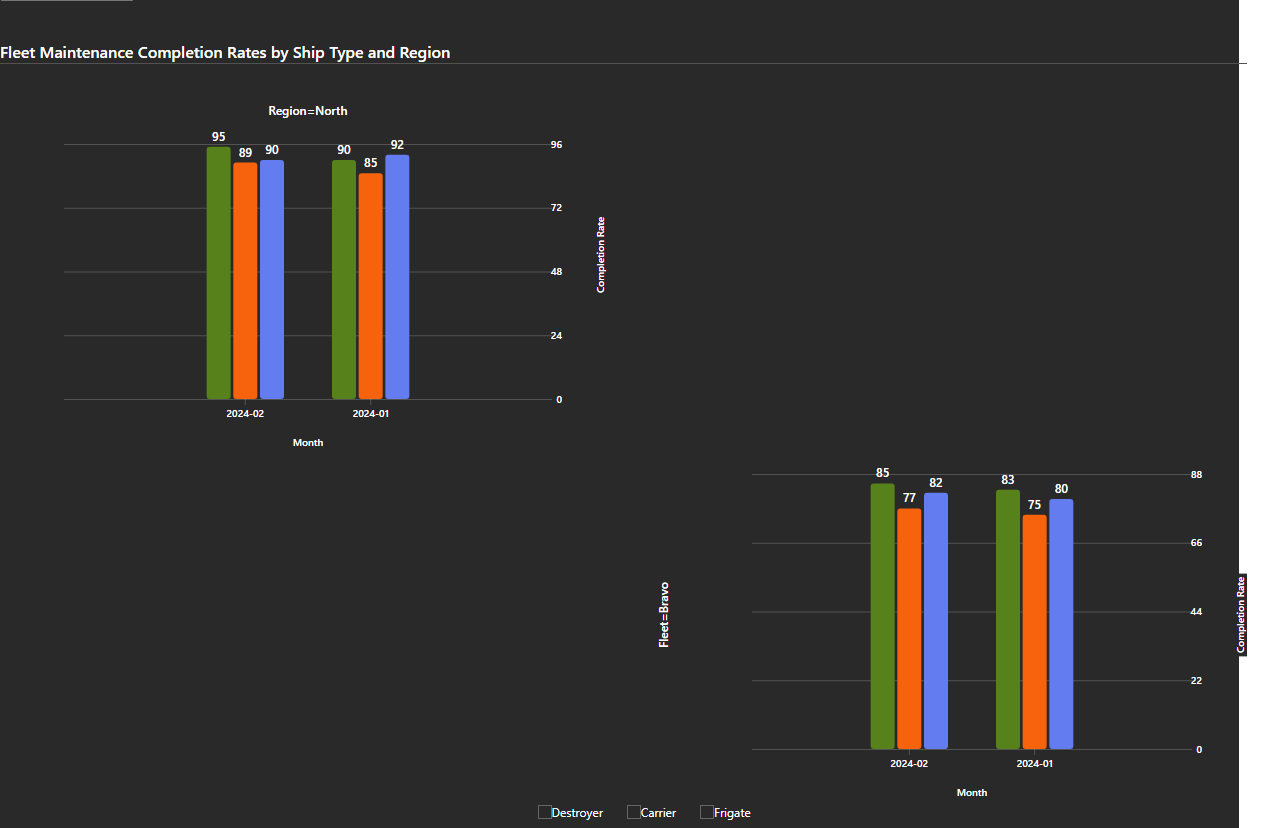 Fleet Maintenance Completion Rates by Ship Type and Region
Region=North
95
89
90
90
85
92
96
72
48
24
0
Completion Rate
2024-02
2024-01
Month
85
77
82
83
75
80
88
66
44
22
0
Fleet=Bravo
Completion Rate
2024-02
2024-01
Month
Destroyer
Carrier
Frigate